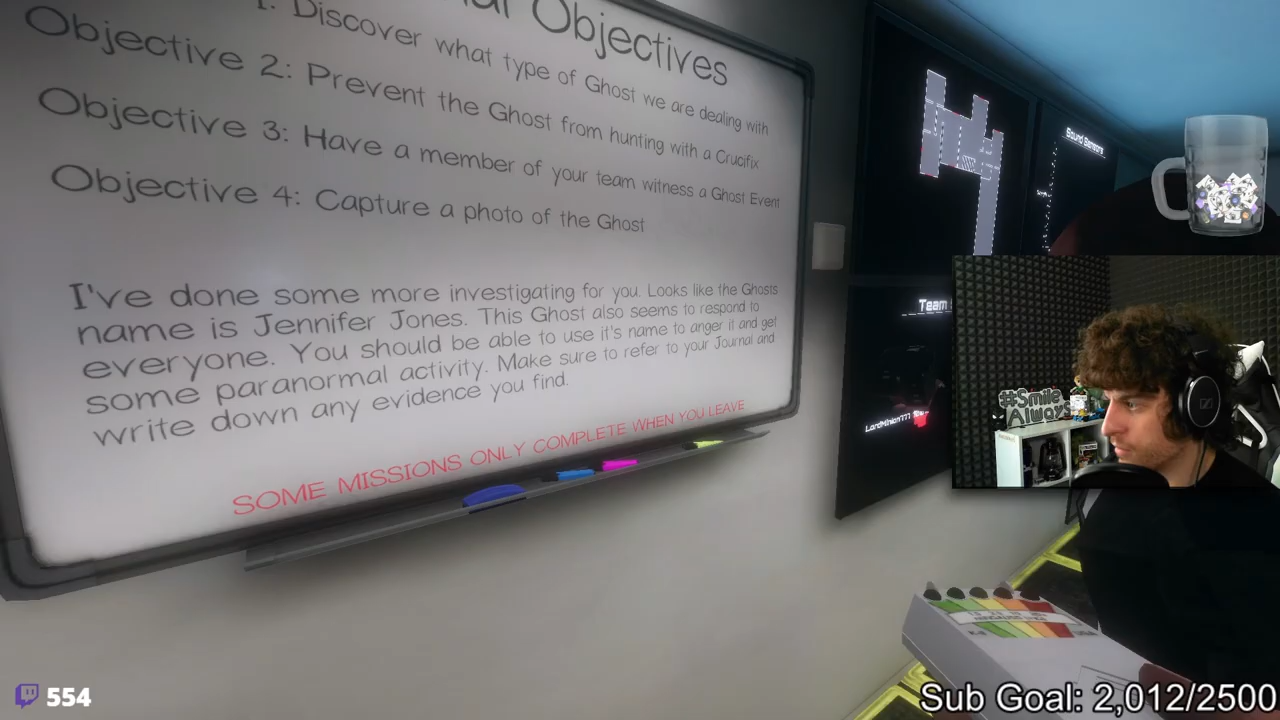 Objectives
1: Discover what type of Ghost we are dealing with
Objective 2: Prevent the Ghost from hunting with a Crucifix
Objective 3: Have a member of your team witness a Ghost Event
Objective 4: Capture a photo of the Ghost
I've done some more investigating for you. Looks like the Ghosts
name is Jennifer Jones. This Ghost also seems to respond to
everyone. You should be able to use it's name to anger it and get
some paranormal activity. Make sure to refer to your Journal and
write down any evidence you find.
SOME MISSIONS ONLY COMPLETE WHEN YOU LEAVE
Sound Sensors
Team
LordMinion777
#Smile
Always
554
Sub Goal: 2,012/2500